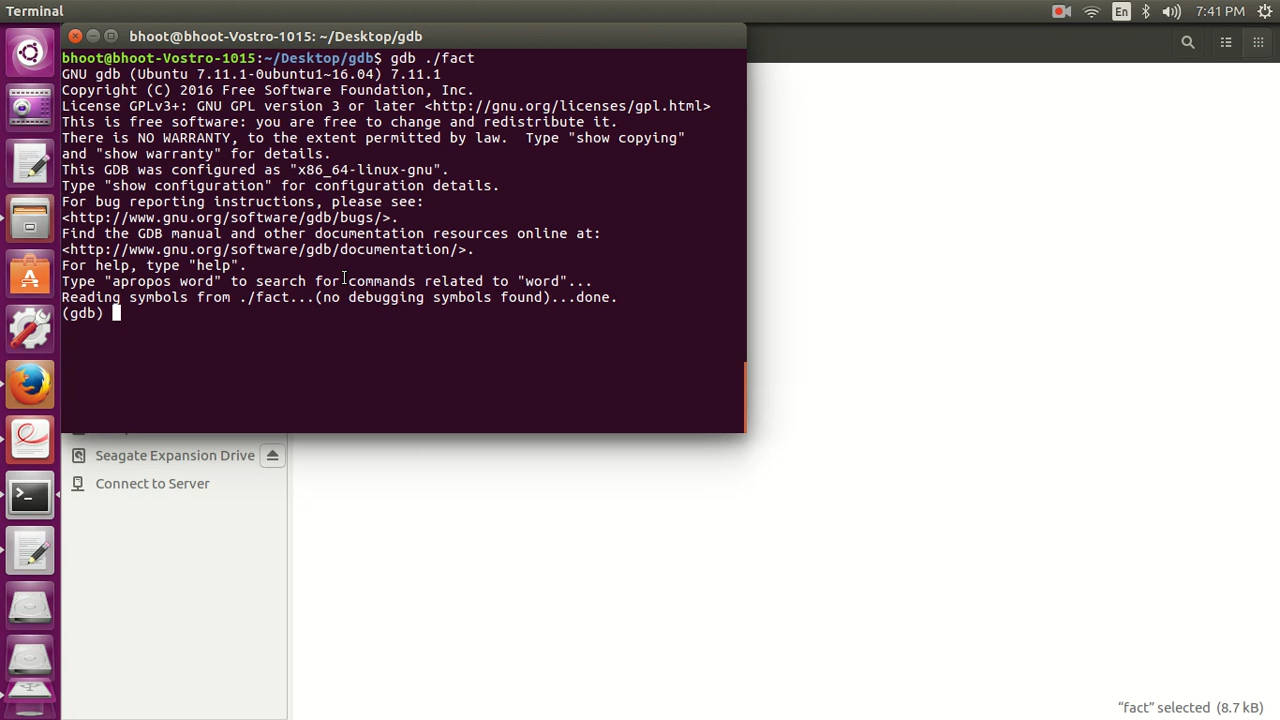 Terminal
En
7:41 PM
bhoot@bhoot-Vostro-1015: ~/Desktop/gdb
bhoot@bhoot-Vostro-1015:~/Desktop/gdb$ gdb ./fact
GNU gdb (Ubuntu 7.11.1-0ubuntu1~16.04) 7.11.1
Copyright (C) 2016 Free Software Foundation, Inc.
License GPLv3+: GNU GPL version 3 or later <http://gnu.org/licenses/gpl.html>
This is free software: you are free to change and redistribute it.
There is NO WARRANTY, to the extent permitted by law.  Type "show copying"
and "show warranty" for details.
This GDB was configured as "x86_64-linux-gnu".
Type "show configuration" for configuration details.
For bug reporting instructions, please see:
<http://www.gnu.org/software/gdb/bugs/>.
Find the GDB manual and other documentation resources online at:
<http://www.gnu.org/software/gdb/documentation/>.
For help, type "help".
Type "apropos word" to search for commands related to "word"...
Reading symbols from ./fact...(no debugging symbols found)...done.
(gdb)
Seagate Expansion Drive
Connect to Server
“fact” selected (8.7 kB)